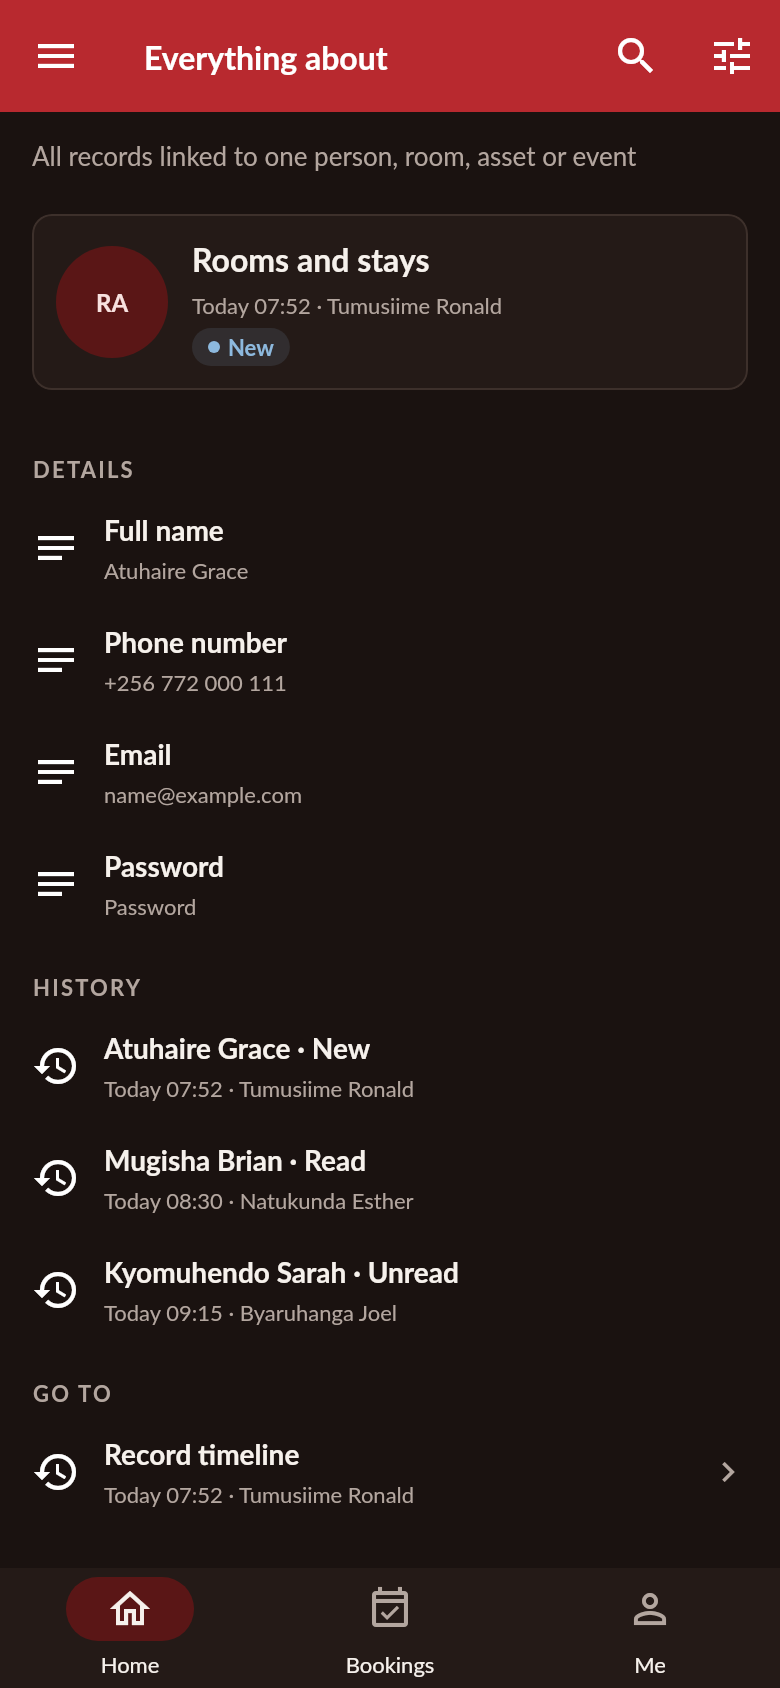 Everything about
All records linked to one person, room, asset or event
RA
Rooms and stays
Today 07:52 · Tumusiime Ronald
New
DETAILS
Full name
Atuhaire Grace
Phone number
+256 772 000 111
Email
name@example.com
Password
Password
HISTORY
Atuhaire Grace · New
Today 07:52 · Tumusiime Ronald
Mugisha Brian · Read
Today 08:30 · Natukunda Esther
Kyomuhendo Sarah · Unread
Today 09:15 · Byaruhanga Joel
GO TO
Record timeline
Today 07:52 · Tumusiime Ronald
Home
Bookings
Me